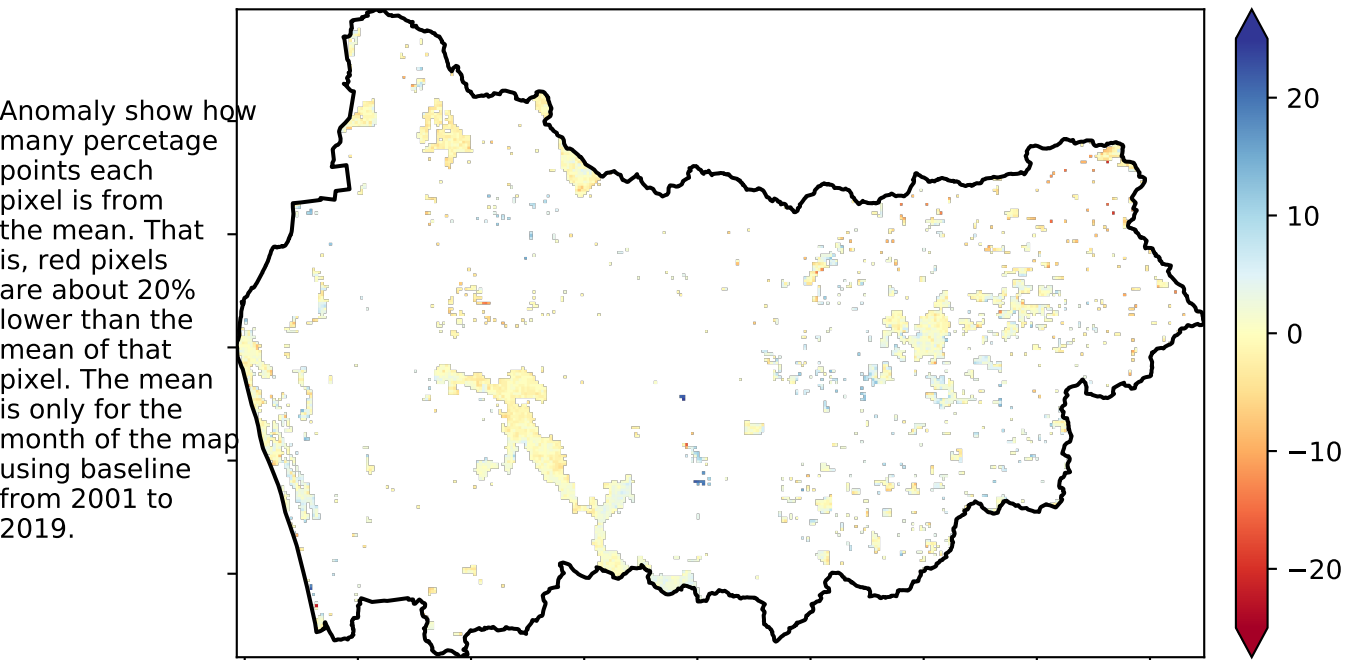 Anomaly show how
many percetage
points each
pixel is from
the mean. That
is, red pixels
are about 20%
lower than the
mean of that
pixel. The mean
is only for the
month of the map
using baseline
from 2001 to
2019.
20
10
0
−10
−20